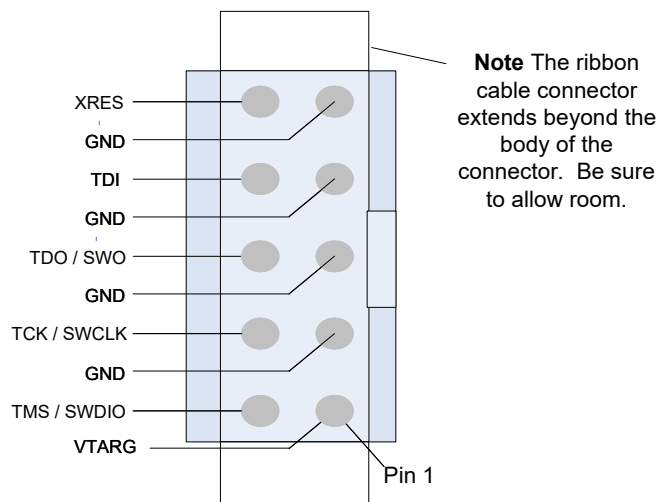 XRES
GND
TDI
GND
TDO / SWO
GND
TCK / SWCLK
GND
TMS / SWDIO
VTARG
Pin 1
Note The ribbon
cable connector
extends beyond the
body of the
connector. Be sure
to allow room.